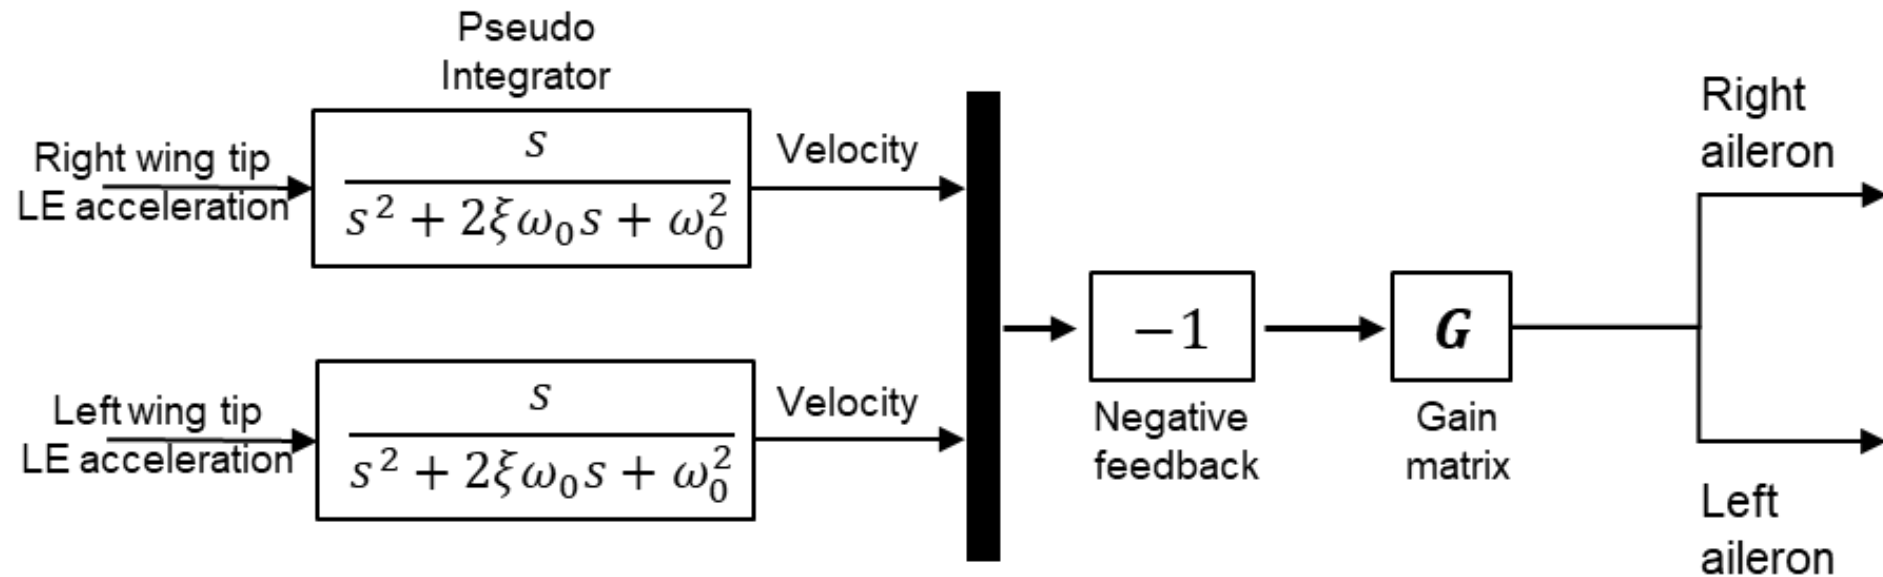 Pseudo
Integrator
Right wing tip
LE acceleration
s
s² + 2ξω₀s + ω₀²
Velocity
Left wing tip
LE acceleration
s
s² + 2ξω₀s + ω₀²
Velocity
−1
Negative
feedback
G
Gain
matrix
Right
aileron
Left
aileron